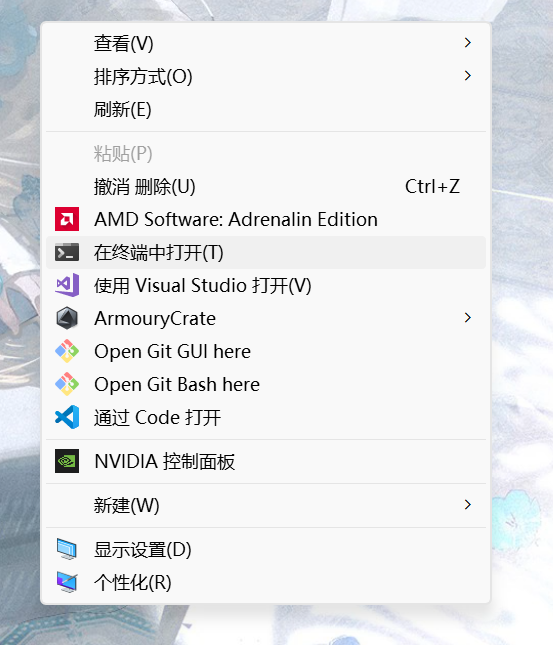 查看(V)
排序方式(O)
刷新(E)
粘贴(P)
撤消 删除(U) Ctrl+Z
AMD Software: Adrenalin Edition
在终端中打开(T)
使用 Visual Studio 打开(V)
ArmouryCrate
Open Git GUI here
Open Git Bash here
通过 Code 打开
NVIDIA 控制面板
新建(W)
显示设置(D)
个性化(R)